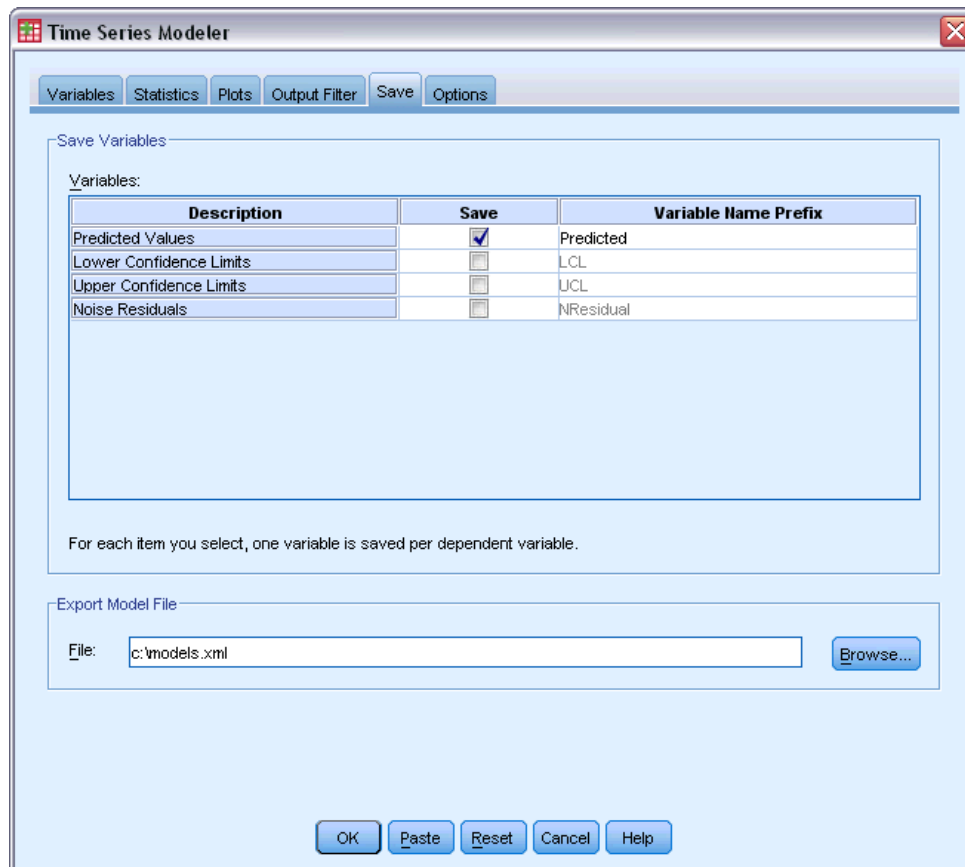 Time Series Modeler
Variables Statistics Plots Output Filter Save Options
Save Variables
Variables:
Description Save Variable Name Prefix
Predicted Values Predicted
Lower Confidence Limits LCL
Upper Confidence Limits UCL
Noise Residuals NResidual
For each item you select, one variable is saved per dependent variable.
Export Model File
File: c:\models.xml Browse...
OK Paste Reset Cancel Help